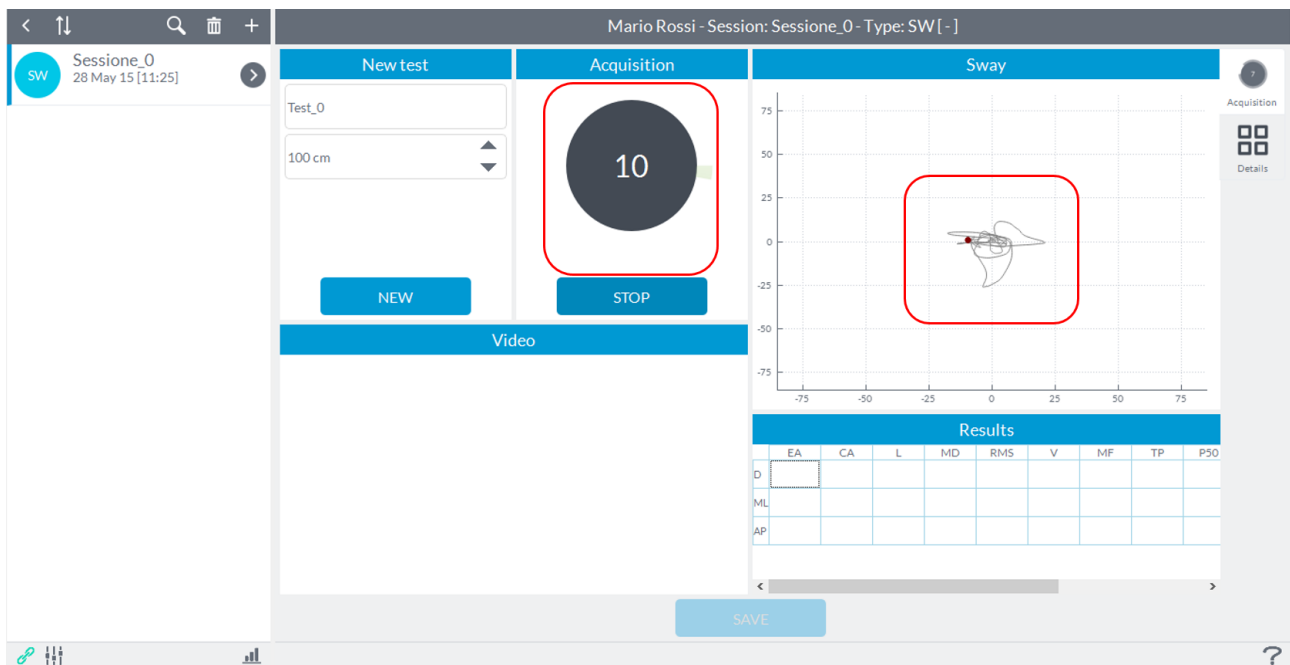 Mario Rossi - Session: Sessione_0 - Type: SW [ - ]
SW
Sessione_0
28 May 15 [11:25]
New test
Test_0
100 cm
NEW
Acquisition
10
STOP
Video
Sway
75
50
25
0
-25
-50
-75
-75 -50 -25 0 25 50 75
Results
EA CA L MD RMS V MF TP P50
D
ML
AP
SAVE
?
Acquisition
Details
?